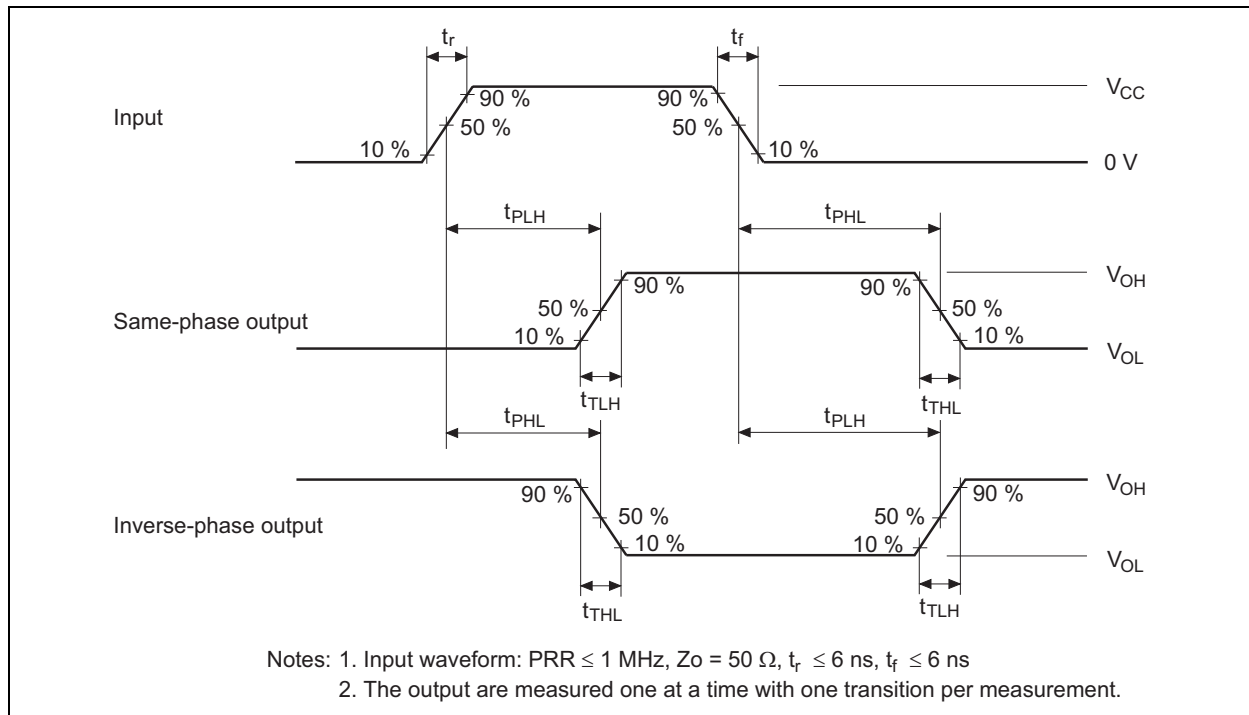 tr tf
VCC
90 % 90 %
Input 50 % 50 %
10 % 10 % 0 V
tPLH tPHL
VOH
90 % 90 %
50 % 50 %
Same-phase output
10 % 10 % VOL
tTLH tTHL
tPHL tPLH
VOH
90 % 90 %
50 % 50 %
Inverse-phase output
10 % 10 %
VOL
tTHL tTLH
Notes: 1. Input waveform: PRR ≤ 1 MHz, Zo = 50 Ω, tr ≤ 6 ns, tf ≤ 6 ns
2. The output are measured one at a time with one transition per measurement.